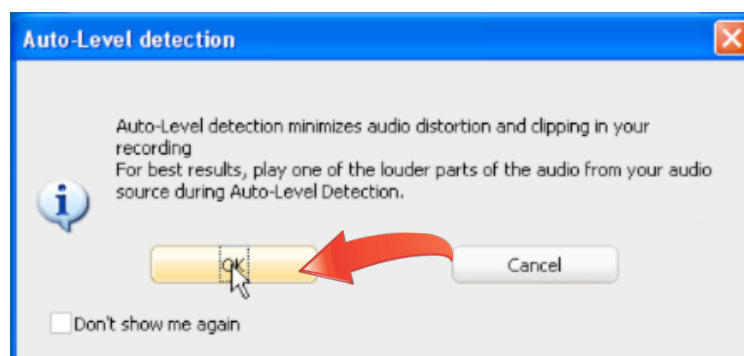 Auto-Level detection
Auto-Level detection minimizes audio distortion and clipping in your
recording
For best results, play one of the louder parts of the audio from your audio
source during Auto-Level Detection.
OK
Cancel
Don't show me again